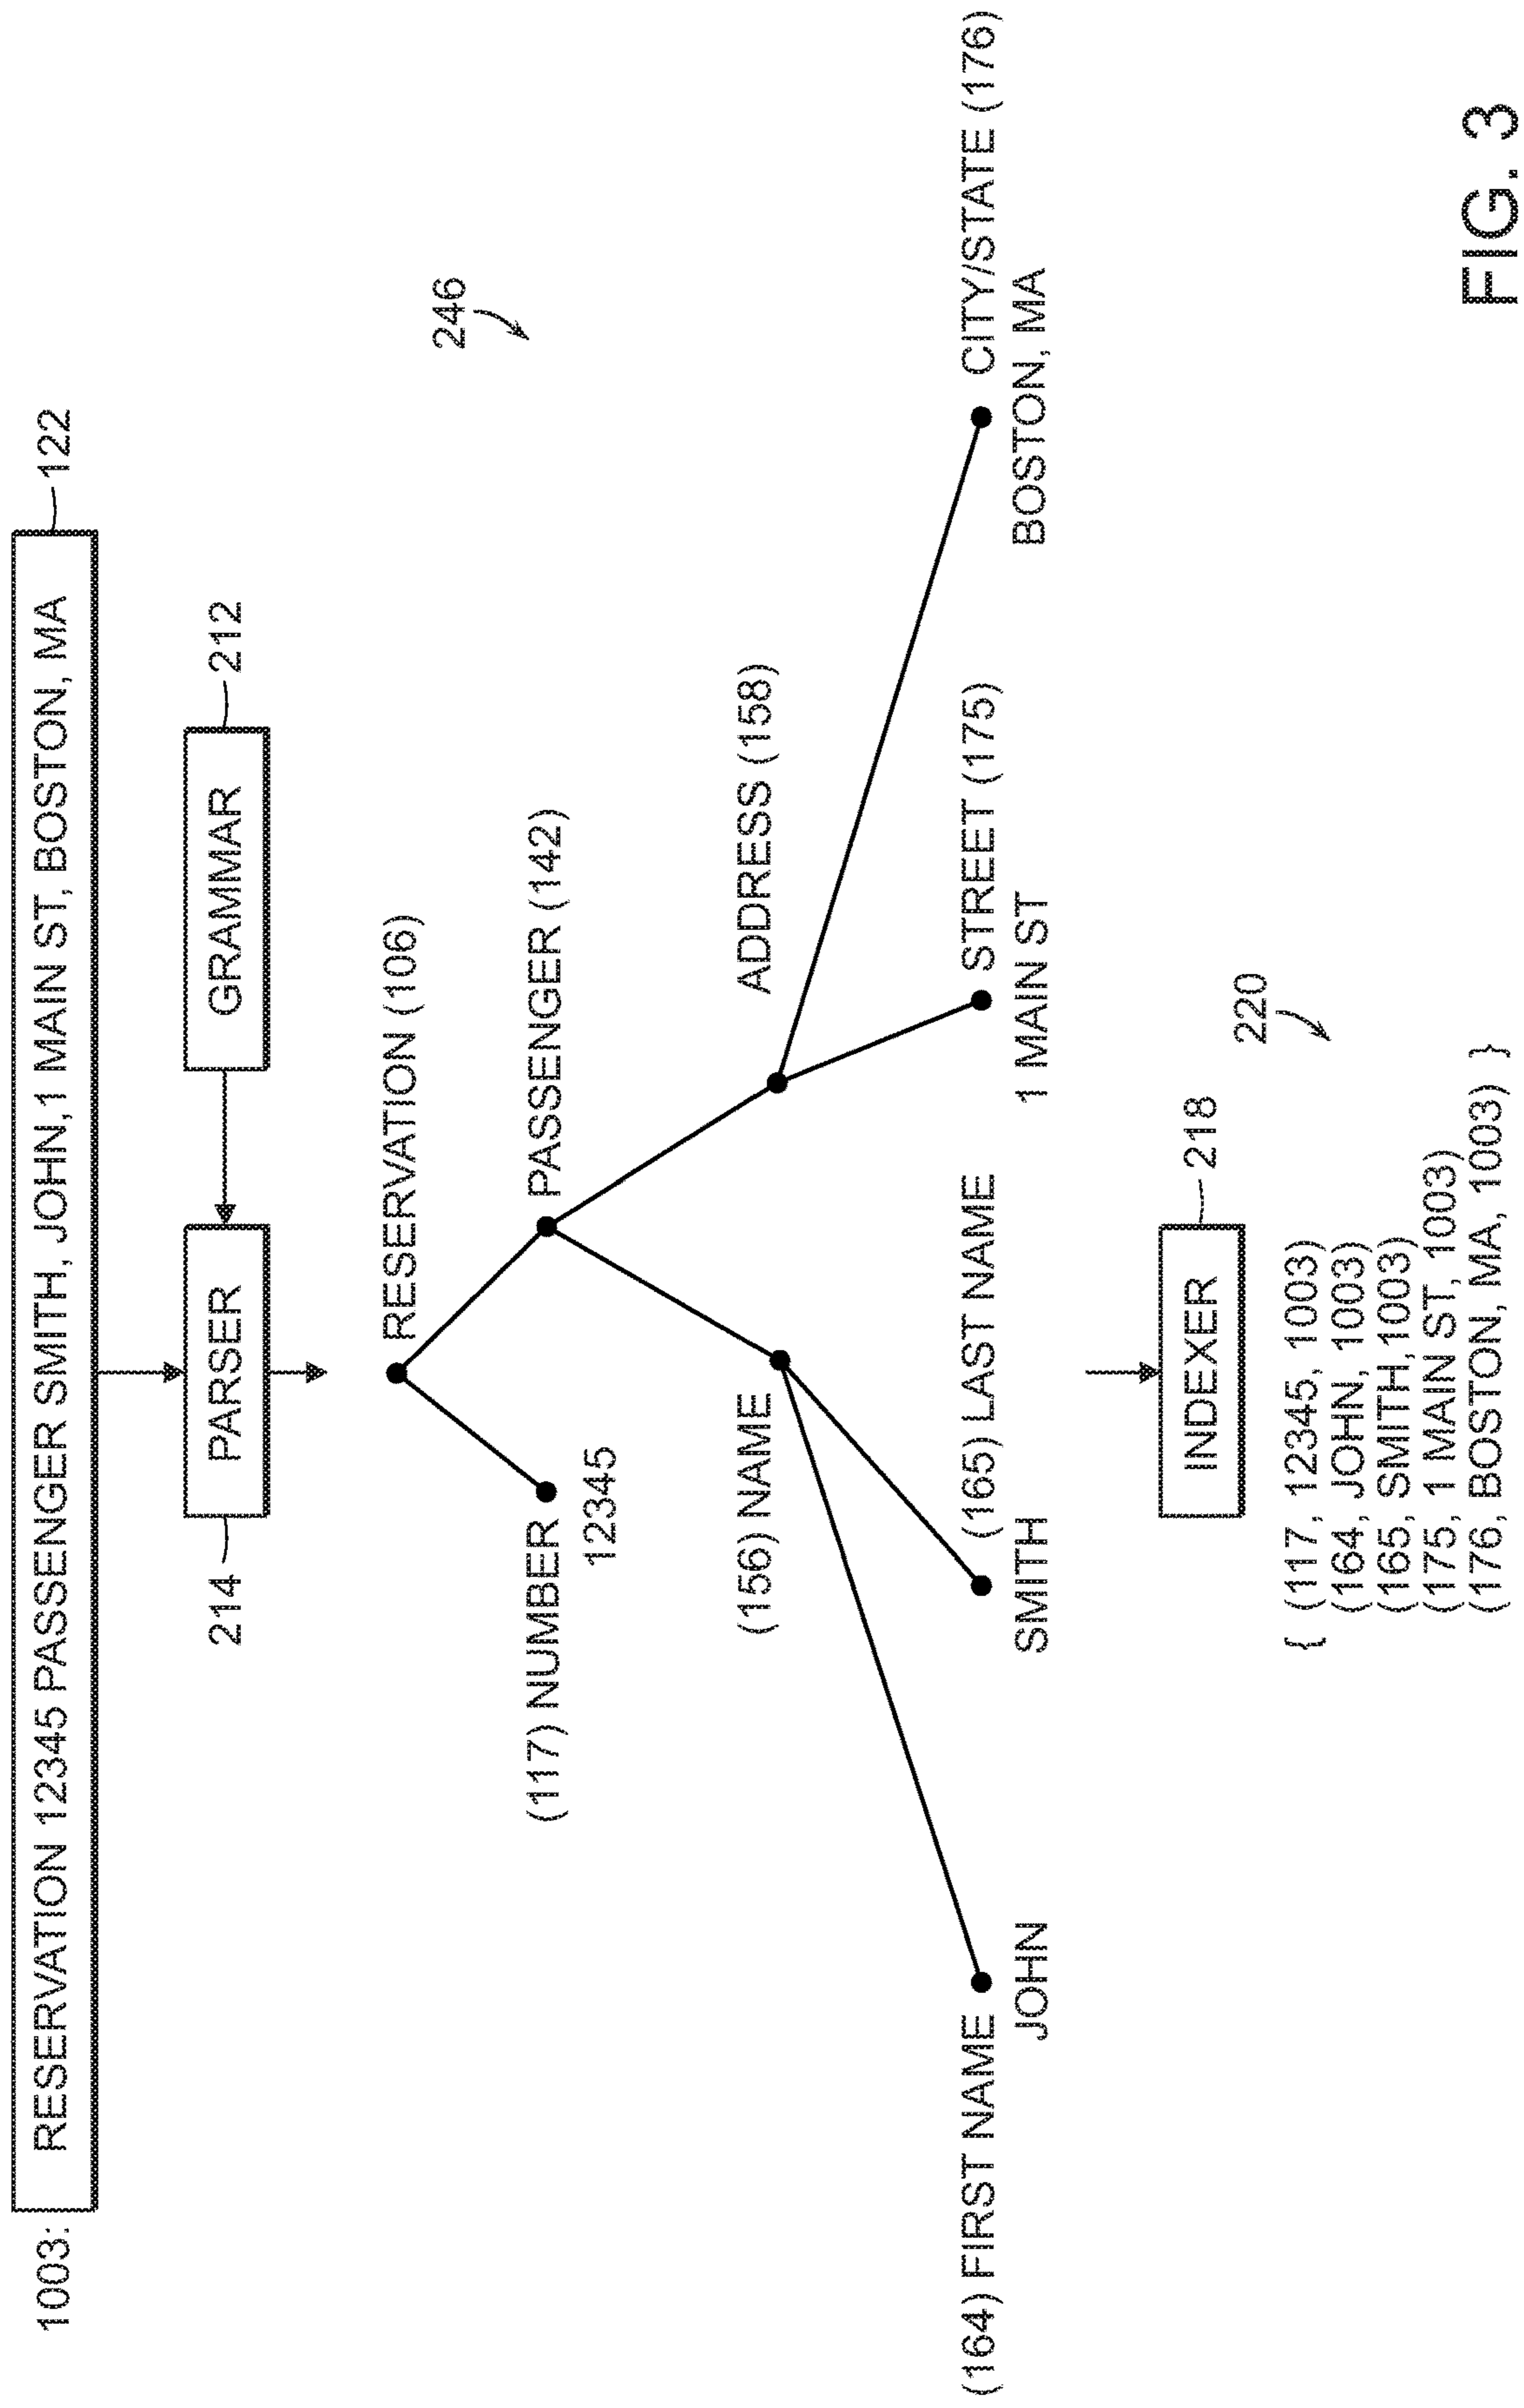 1003: RESERVATION 12345 PASSENGER SMITH, JOHN,1 MAIN ST, BOSTON, MA 122
214 PARSER GRAMMAR 212
RESERVATION (106) 246
(117) NUMBER PASSENGER (142)
12345
(156) NAME ADDRESS (158)
(164) FIRST NAME (165) LAST NAME STREET (175) CITY/STATE (176)
JOHN SMITH 1 MAIN ST BOSTON, MA
INDEXER 218
220
{ (117, 12345, 1003)
(164, JOHN, 1003)
(165, SMITH,1003)
(175, 1 MAIN ST, 1003)
(176, BOSTON, MA, 1003) }
FIG. 3